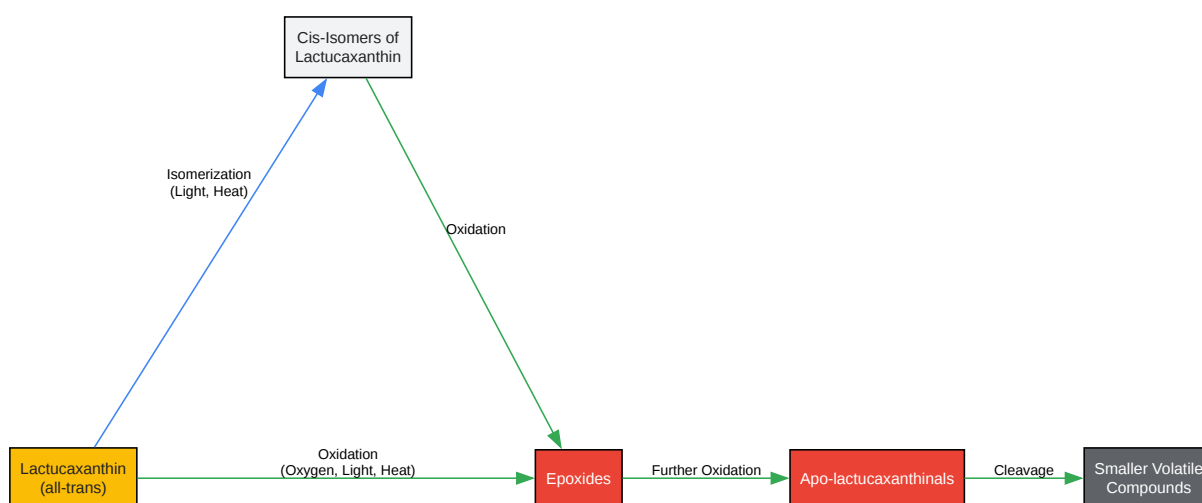 Cis-Isomers of
Lactucaxanthin
Isomerization
(Light, Heat)
Oxidation
Lactucaxanthin
(all-trans)
Oxidation
(Oxygen, Light, Heat)
Epoxides
Further Oxidation
Apo-lactucaxanthinals
Cleavage
Smaller Volatile
Compounds